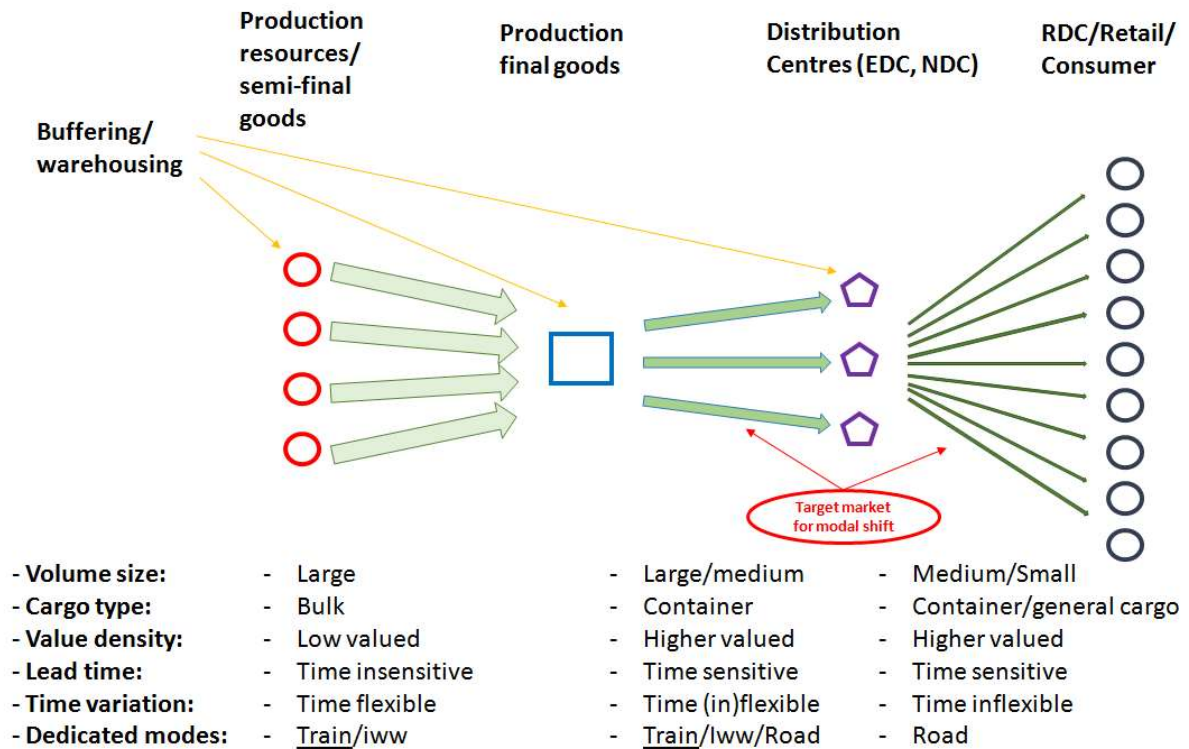 Production
resources/
semi-final
goods
Production
final goods
Distribution
Centres (EDC, NDC)
RDC/Retail/
Consumer
Buffering/
warehousing
Target market
for modal shift
- Volume size: - Large - Large/medium - Medium/Small
- Cargo type: - Bulk - Container - Container/general cargo
- Value density: - Low valued - Higher valued - Higher valued
- Lead time: - Time insensitive - Time sensitive - Time sensitive
- Time variation: - Time flexible - Time (in)flexible - Time inflexible
- Dedicated modes: - Train/iww - Train/Iww/Road - Road